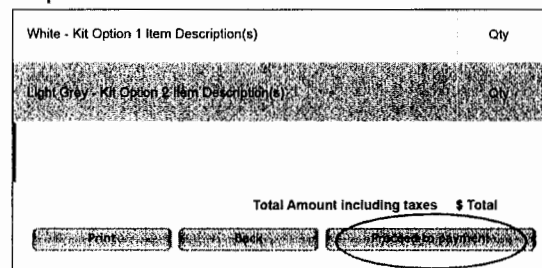 White - Kit Option 1 Item Description(s) Qty
Light Grey - Kit Option 2 Item Description(s) Qty
Total Amount including taxes $ Total
Print Back Proceed to payment